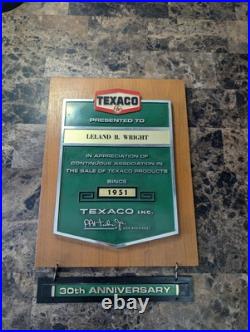 TEXACO
PRESENTED TO
LELAND B. WRIGHT
IN APPRECIATION OF
CONTINUOUS ASSOCIATION IN
THE SALE OF TEXACO PRODUCTS
SINCE
1951
TEXACO INC.
30th ANNIVERSARY